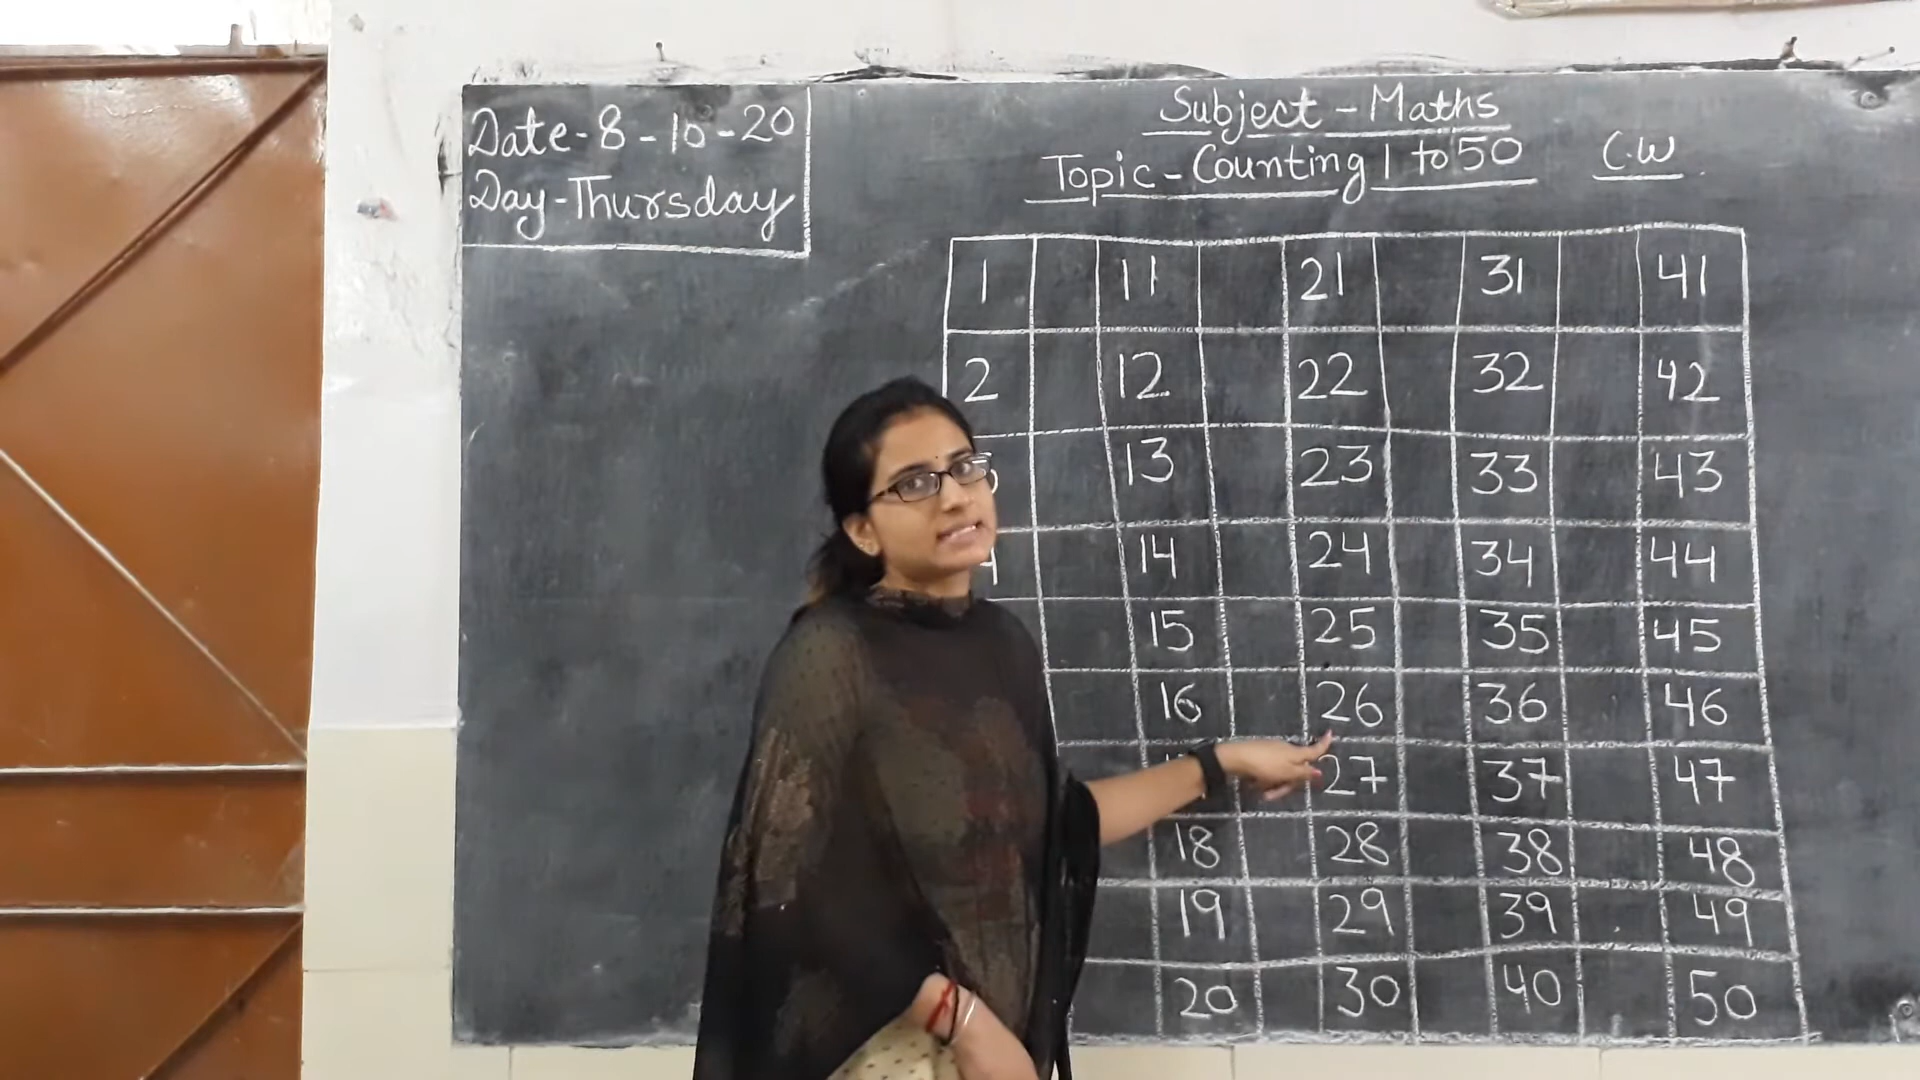 Date-8-10-20
Day-Thursday
Subject-Maths
Topic-Counting 1 to 50 C.W
1 11 21 31 41
2 12 22 32 42
13 23 33 43
14 24 34 44
15 25 35 45
16 26 36 46
27 37 47
18 28 38 48
19 29 39 49
20 30 40 50